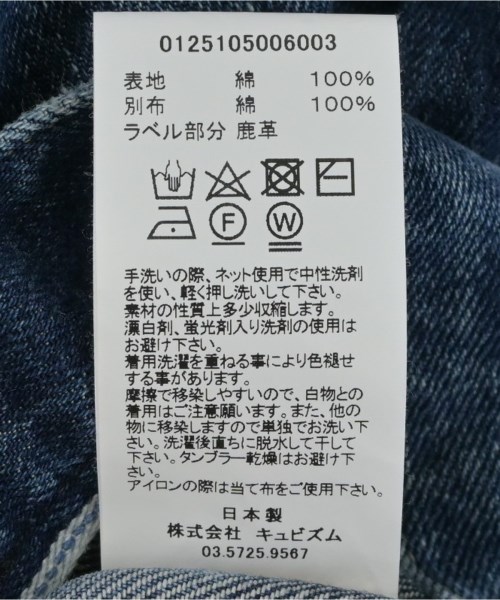 0125105006003
表地 綿 100%
別布 綿 100%
ラベル部分 鹿革
F W
手洗いの際、ネット使用で中性洗剤
を使い、軽く押し洗いして下さい。
素材の性質上多少収縮します。
漂白剤、蛍光剤入り洗剤の使用は
お避け下さい。
着用洗濯を重ねる事により色褪せ
する事があります。
摩擦で移染しやすいので、白物との
着用はご注意願います。また、他の
物に移染しますので単独でお洗い下
さい。洗濯後直ちに脱水して干して
下さい。タンブラー乾燥はお避け下
さい。
アイロンの際は当て布をご使用下さい。
日本製
株式会社 キュビズム
03.5725.9567